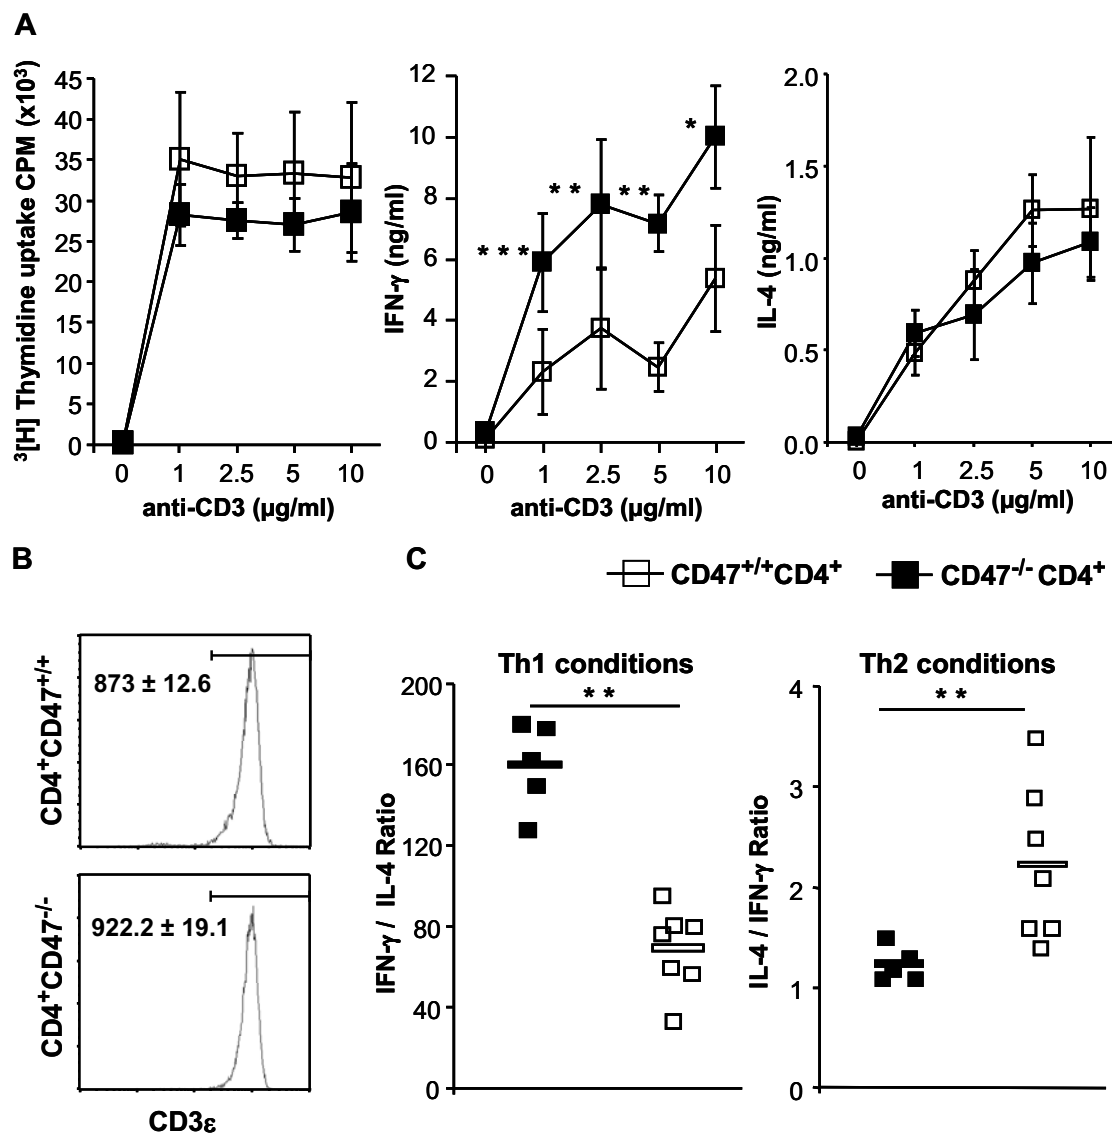 A
³[H] Thymidine uptake CPM (x10³)
45
40
35
30
25
20
15
10
5
0
0 1 2.5 5 10
anti-CD3 (µg/ml)
IFN-γ (ng/ml)
12
10
8
6
4
2
0
* * *
* *
* *
*
0 1 2.5 5 10
anti-CD3 (µg/ml)
IL-4 (ng/ml)
2.0
1.5
1.0
0.5
0.0
0 1 2.5 5 10
anti-CD3 (µg/ml)
B
CD4⁺CD47⁺/⁺
873 ± 12.6
CD4⁺CD47⁻/⁻
922.2 ± 19.1
CD3ε
C
CD47⁺/⁺CD4⁺
CD47⁻/⁻ CD4⁺
Th1 conditions
* *
IFN-γ / IL-4 Ratio
200
160
120
80
40
0
Th2 conditions
* *
IL-4 / IFN-γ Ratio
4
3
2
1
0